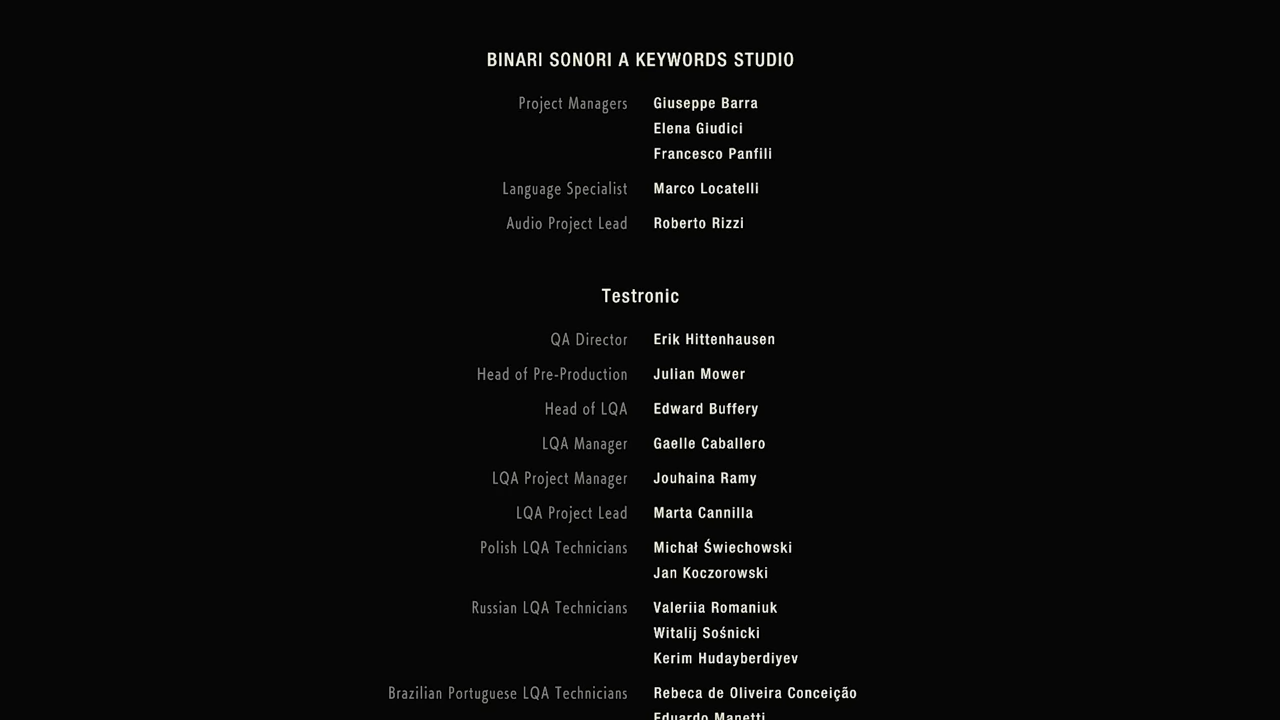 BINARI SONORI A KEYWORDS STUDIO
Project Managers Giuseppe Barra
Elena Giudici
Francesco Panfili
Language Specialist Marco Locatelli
Audio Project Lead Roberto Rizzi
Testronic
QA Director Erik Hittenhausen
Head of Pre-Production Julian Mower
Head of LQA Edward Buffery
LQA Manager Gaelle Caballero
LQA Project Manager Jouhaina Ramy
LQA Project Lead Marta Cannilla
Polish LQA Technicians Michał Świechowski
Jan Koczorowski
Russian LQA Technicians Valeriia Romaniuk
Witalij Sośnicki
Kerim Hudayberdiyev
Brazilian Portuguese LQA Technicians Rebeca de Oliveira Conceição
Eduardo Manetti